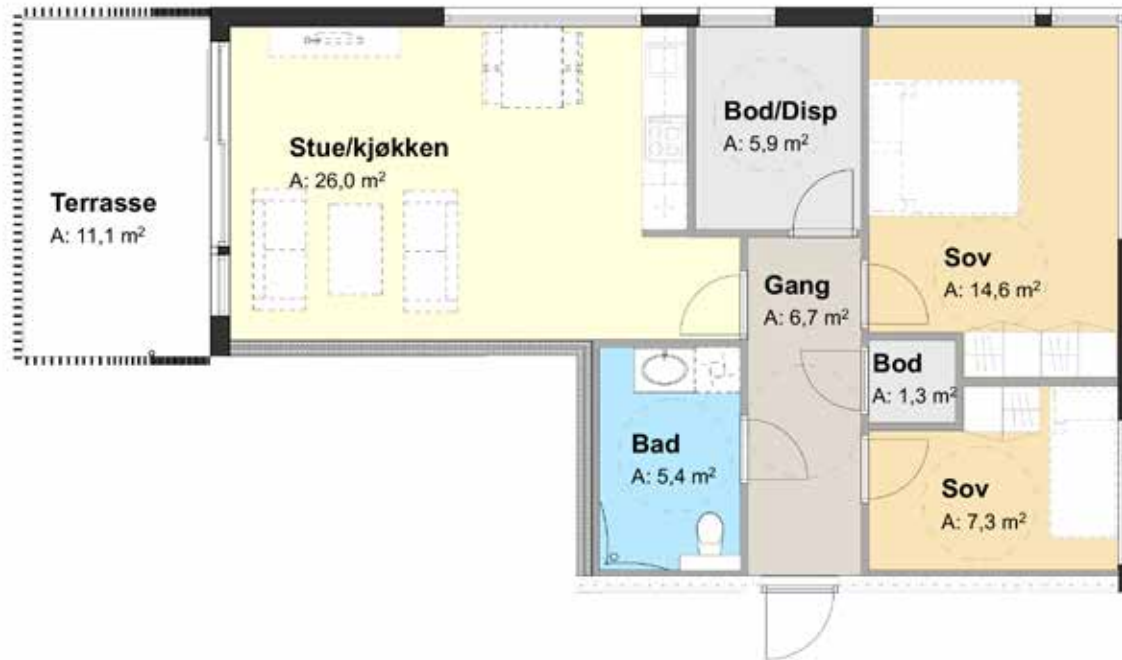 Terrasse
A: 11,1 m²
Stue/kjøkken
A: 26,0 m²
Bod/Disp
A: 5,9 m²
Gang
A: 6,7 m²
Sov
A: 14,6 m²
Bod
A: 1,3 m²
Bad
A: 5,4 m²
Sov
A: 7,3 m²